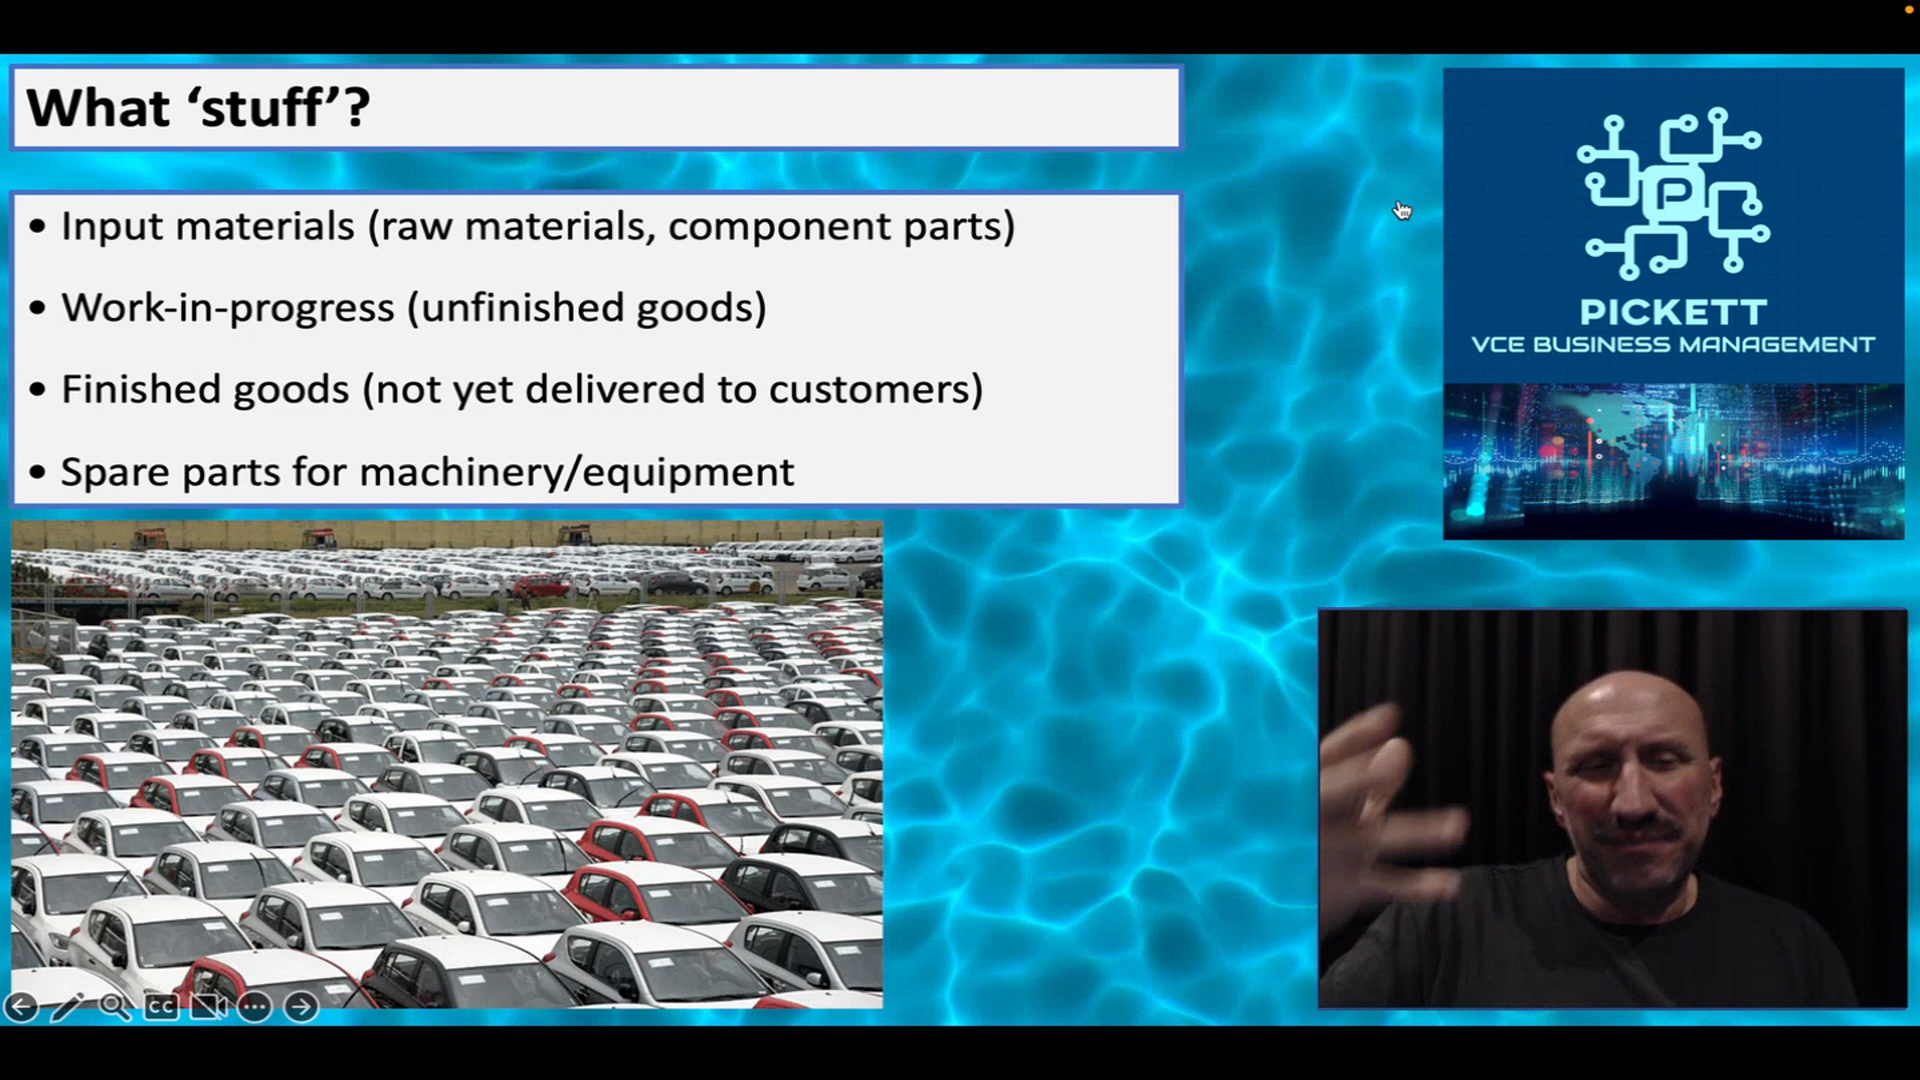 What ‘stuff’?
• Input materials (raw materials, component parts)
• Work-in-progress (unfinished goods)
• Finished goods (not yet delivered to customers)
• Spare parts for machinery/equipment
P
PICKETT
VCE BUSINESS MANAGEMENT
CC